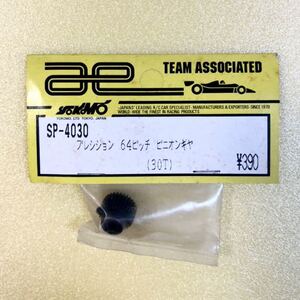 ae
TEAM ASSOCIATED
YOKOMO
YOKOMO, LTD. TOKYO, JAPAN
-JAPAN'S LEADING R/C CAR SPECIALIST- MANUFACTURERS & EXPORTERS-SINCE 1970
WORLD-WIDE THE FINEST IN RACING PRODUCTS
SP-4030
プレシジョン 64ピッチ ピニオンギヤ
(30T)
¥390